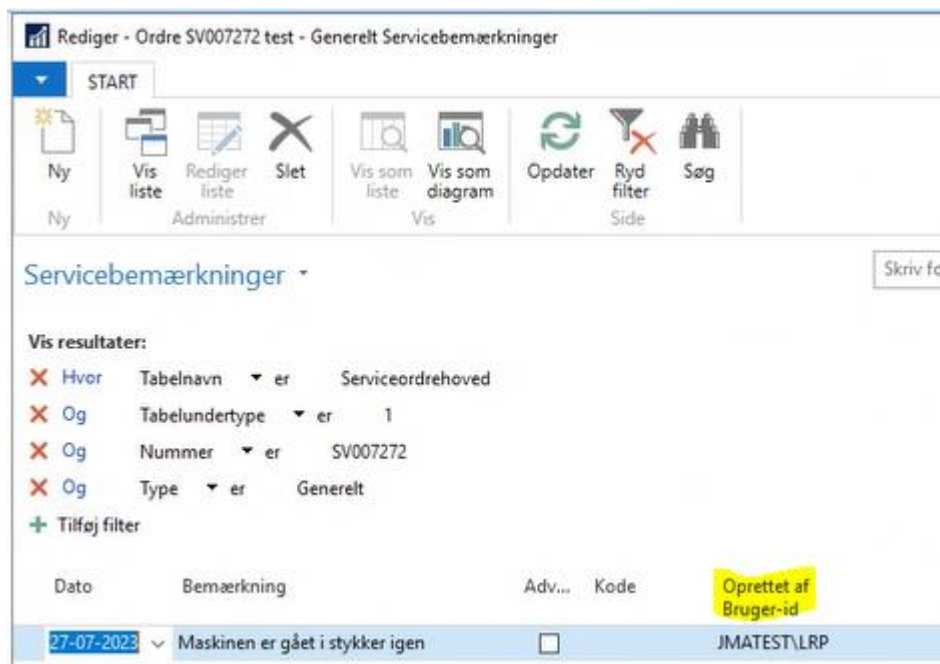 Rediger - Ordre SV007272 test - Generelt Servicebemærkninger
START
Ny
Vis liste
Rediger liste
Slet
Vis som liste
Vis som diagram
Opdater
Ryd filter
Søg
Ny
Administrer
Vis
Side
Servicebemærkninger
Skriv fo
Vis resultater:
Hvor Tabelnavn er Serviceordrehoved
Og Tabelundertype er 1
Og Nummer er SV007272
Og Type er Generelt
Tilføj filter
Dato Bemærkning Adv... Kode Oprettet af
Bruger-id
27-07-2023 Maskinen er gået i stykker igen JMATEST\LRP